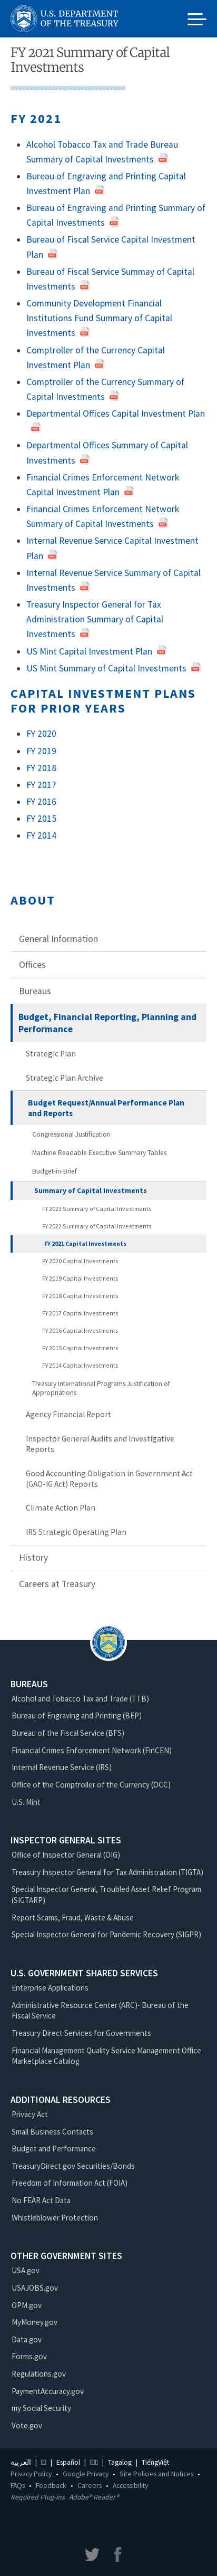 U.S. DEPARTMENT
OF THE TREASURY
FY 2021 Summary of Capital
Investments
FY 2021
Alcohol Tobacco Tax and Trade Bureau
Summary of Capital Investments
Bureau of Engraving and Printing Capital
Investment Plan
Bureau of Engraving and Printing Summary of
Capital Investments
Bureau of Fiscal Service Capital Investment
Plan
Bureau of Fiscal Service Summay of Capital
Investments
Community Development Financial
Institutions Fund Summary of Capital
Investments
Comptroller of the Currency Capital
Investment Plan
Comptroller of the Currency Summary of
Capital Investments
Departmental Offices Capital Investment Plan
Departmental Offices Summary of Capital
Investments
Financial Crimes Enforcement Network
Capital Investment Plan
Financial Crimes Enforcement Network
Summary of Capital Investments
Internal Revenue Service Capital Investment
Plan
Internal Revenue Service Summary of Capital
Investments
Treasury Inspector General for Tax
Administration Summary of Capital
Investments
US Mint Capital Investment Plan
US Mint Summary of Capital Investments
CAPITAL INVESTMENT PLANS
FOR PRIOR YEARS
FY 2020
FY 2019
FY 2018
FY 2017
FY 2016
FY 2015
FY 2014
ABOUT
General Information
Offices
Bureaus
Budget, Financial Reporting, Planning and
Performance
Strategic Plan
Strategic Plan Archive
Budget Request/Annual Performance Plan
and Reports
Congressional Justification
Machine Readable Executive Summary Tables
Budget-in-Brief
Summary of Capital Investments
FY 2023 Summary of Capital Investments
FY 2022 Summary of Capital Investments
FY 2021 Capital Investments
FY 2020 Capital Investments
FY 2019 Capital Investments
FY 2018 Capital Investments
FY 2017 Capital Investments
FY 2016 Capital Investments
FY 2015 Capital Investments
FY 2014 Capital Investments
Treasury International Programs Justification of
Appropriations
Agency Financial Report
Inspector General Audits and Investigative
Reports
Good Accounting Obligation in Government Act
(GAO-IG Act) Reports
Climate Action Plan
IRS Strategic Operating Plan
History
Careers at Treasury
BUREAUS
Alcohol and Tobacco Tax and Trade (TTB)
Bureau of Engraving and Printing (BEP)
Bureau of the Fiscal Service (BFS)
Financial Crimes Enforcement Network (FinCEN)
Internal Revenue Service (IRS)
Office of the Comptroller of the Currency (OCC)
U.S. Mint
INSPECTOR GENERAL SITES
Office of Inspector General (OIG)
Treasury Inspector General for Tax Administration (TIGTA)
Special Inspector General, Troubled Asset Relief Program
(SIGTARP)
Report Scams, Fraud, Waste & Abuse
Special Inspector General for Pandemic Recovery (SIGPR)
U.S. GOVERNMENT SHARED SERVICES
Enterprise Applications
Administrative Resource Center (ARC)- Bureau of the
Fiscal Service
Treasury Direct Services for Governments
Financial Management Quality Service Management Office
Marketplace Catalog
ADDITIONAL RESOURCES
Privacy Act
Small Business Contacts
Budget and Performance
TreasuryDirect.gov Securities/Bonds
Freedom of Information Act (FOIA)
No FEAR Act Data
Whistleblower Protection
OTHER GOVERNMENT SITES
USA.gov
USAJOBS.gov
OPM.gov
MyMoney.gov
Data.gov
Forms.gov
Regulations.gov
PaymentAccuracy.gov
my Social Security
Vote.gov
العربية | | Español | | Tagalog | TiếngViệt
Privacy Policy • Google Privacy • Site Policies and Notices •
FAQs • Feedback • Careers • Accessibility
Required Plug-ins Adobe® Reader®